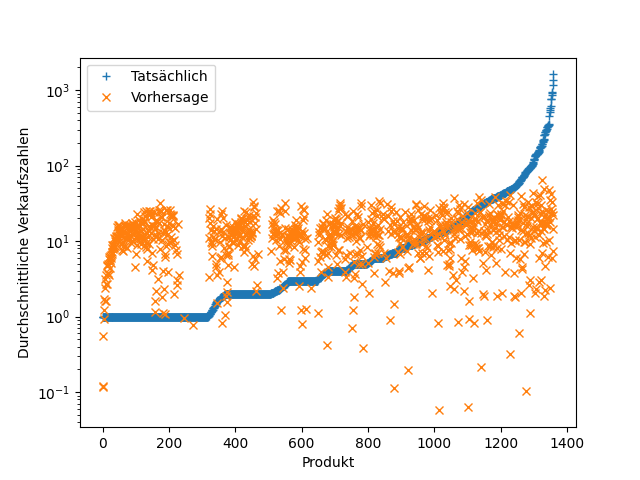 Tatsächlich
Vorhersage
Durchschnittliche Verkaufszahlen
10³
10²
10¹
10⁰
10⁻¹
0 200 400 600 800 1000 1200 1400
Produkt